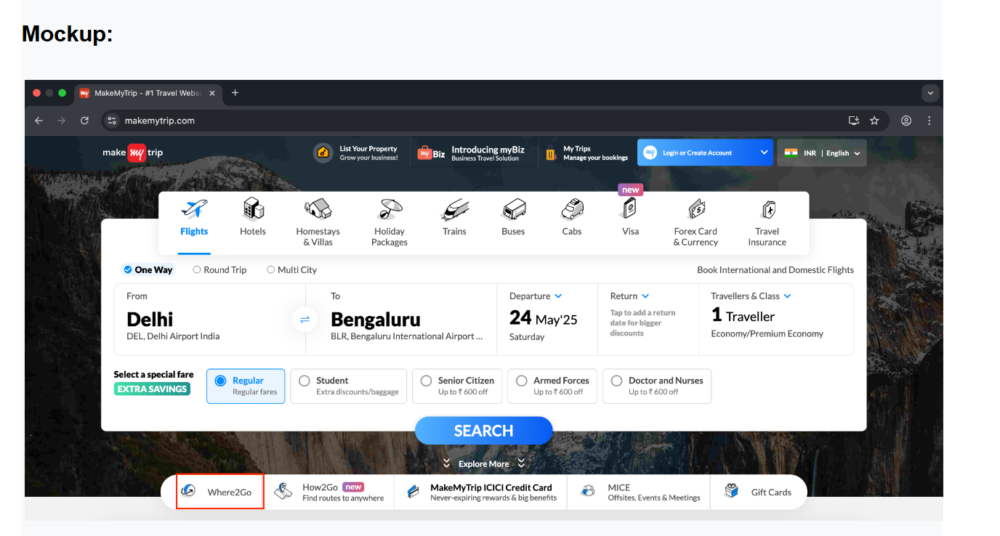 Mockup:
MakeMyTrip - #1 Travel Webs
makemytrip.com
make my trip
List Your Property
Grow your business!
my Biz
Introducing myBiz
Business Travel Solution
My Trips
Manage your bookings
my
Login or Create Account
INR | English
new
Flights
Hotels
Homestays
& Villas
Holiday
Packages
Trains
Buses
Cabs
Visa
Forex Card
& Currency
Travel
Insurance
One Way
Round Trip
Multi City
Book International and Domestic Flights
From
Delhi
DEL, Delhi Airport India
To
Bengaluru
BLR, Bengaluru International Airport ...
Departure
24 May'25
Saturday
Return
Tap to add a return
date for bigger
discounts
Travellers & Class
1 Traveller
Economy/Premium Economy
Select a special fare
EXTRA SAVINGS
Regular
Regular fares
Student
Extra discounts/baggage
Senior Citizen
Up to ₹ 600 off
Armed Forces
Up to ₹ 600 off
Doctor and Nurses
Up to ₹ 600 off
SEARCH
Explore More
Where2Go
How2Go new
Find routes to anywhere
MakeMyTrip ICICI Credit Card
Never-expiring rewards & big benefits
MICE
Offsites, Events & Meetings
Gift Cards